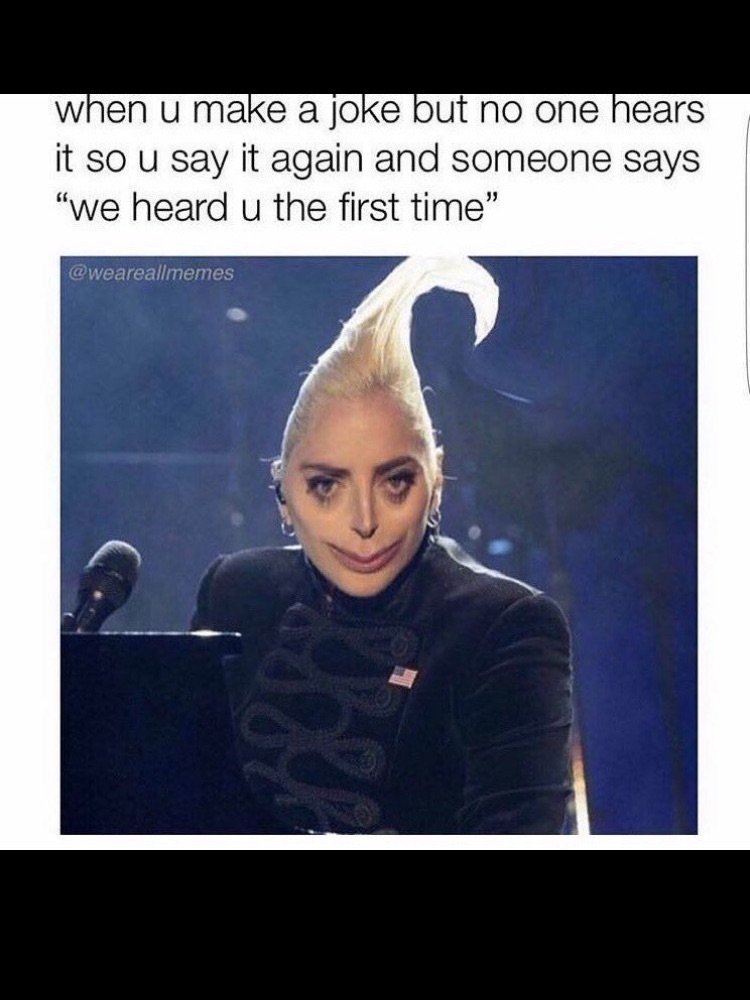 when u make a joke but no one hears
it so u say it again and someone says
“we heard u the first time”
@weareallmemes